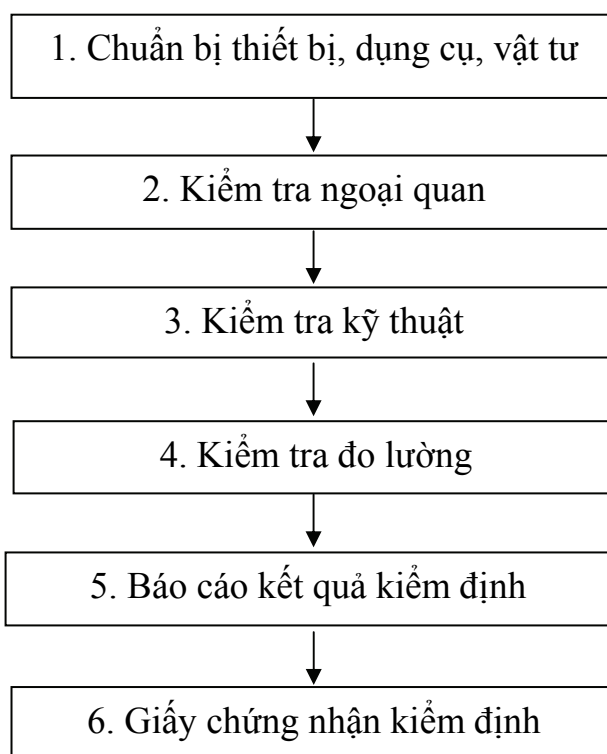 1. Chuẩn bị thiết bị, dụng cụ, vật tư
2. Kiểm tra ngoại quan
3. Kiểm tra kỹ thuật
4. Kiểm tra đo lường
5. Báo cáo kết quả kiểm định
6. Giấy chứng nhận kiểm định